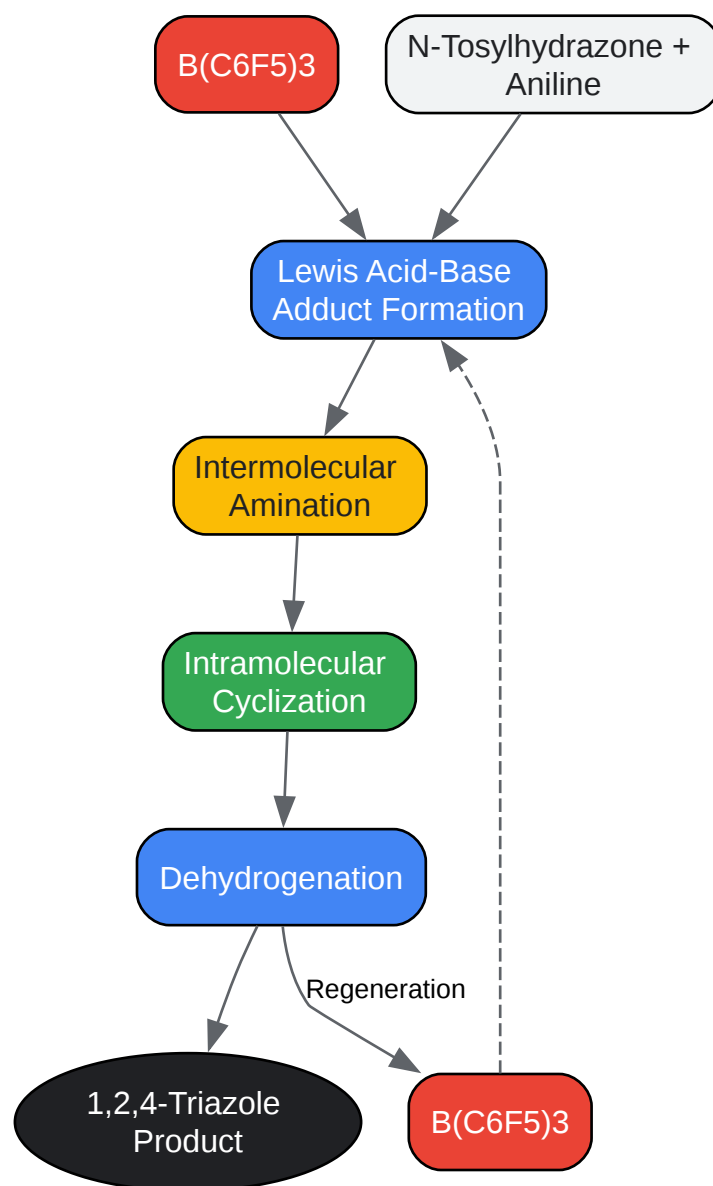 B(C6F5)3
N-Tosylhydrazone +
Aniline
Lewis Acid-Base
Adduct Formation
Intermolecular
Amination
Intramolecular
Cyclization
Dehydrogenation
Regeneration
1,2,4-Triazole
Product
B(C6F5)3